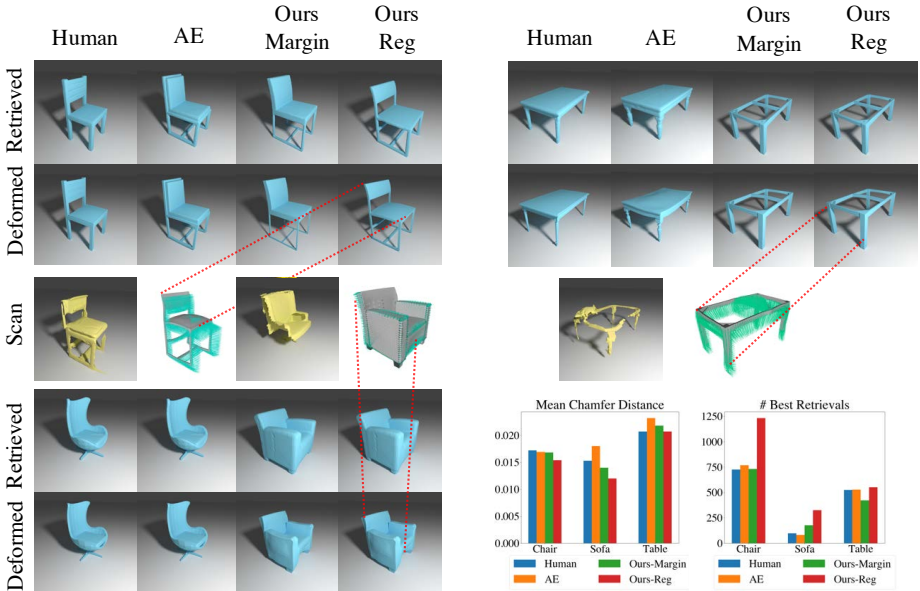 Human AE Ours Margin Ours Reg
Retrieved
Deformed
Scan
Retrieved
Deformed
Human AE Ours Margin Ours Reg
Mean Chamfer Distance
0.020
0.015
0.010
0.005
0.000
Chair Sofa Table
Human Ours-Margin
AE Ours-Reg
# Best Retrievals
1250
1000
750
500
250
0
Chair Sofa Table
Human Ours-Margin
AE Ours-Reg